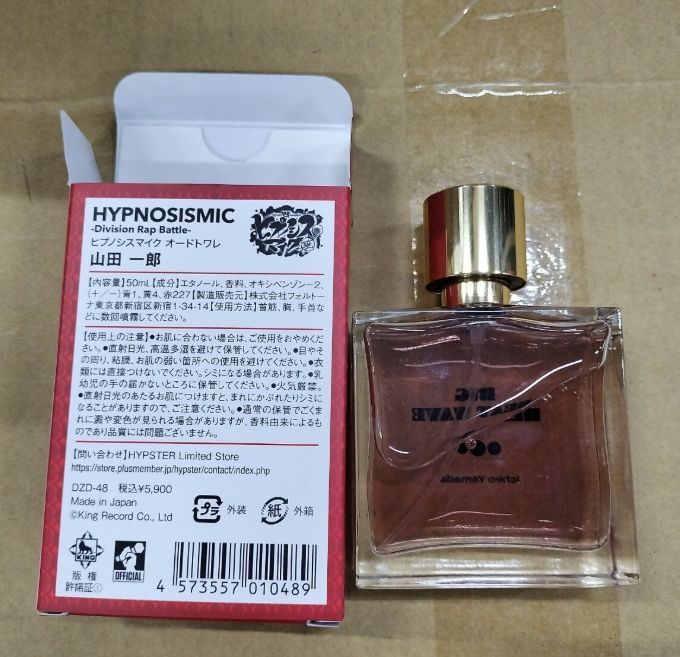 HYPNOSISMIC
-Division Rap Battle-
ヒプノシスマイク オードトワレ
山田 一郎
ヒプノシス
マイク
【内容量】50mL【成分】エタノール、香料、オキシベンゾン－2、
(＋/－)青1、黄4、赤227【製造販売元】株式会社フォルトゥ
ーナ東京都新宿区新宿1-34-14【使用方法】首筋、胸、手首な
どに数回噴霧してください。
【使用上の注意】●お肌に合わない場合は、ご使用をおやめくだ
さい。●直射日光、高温多湿を避けて保管してください。●目やそ
の周り、粘膜、お肌の弱い箇所への使用を避けてください。●衣
類には直接つけないでください。シミになる場合があります。●乳
幼児の手の届かないところに保管してください。●火気厳禁。
●直射日光のあたるお肌につけますと、まれにかぶれたりシミに
なることがありますので、ご注意ください。●通常の保管でごくま
れに澱や変色が見られる場合がありますが、香料由来によるも
のであり品質には問題ございません。
【問い合わせ】HYPSTER Limited Store
https://store.plusmember.jp/hypster/contact/index.php
DZD-48 税込¥5,900
Made in Japan
©King Record Co., Ltd
プラ 外装
紙 外箱
KING
版権
許諾証①
OFFICIAL
4 573557 010489
BIG
HEAT WAVE
Ichiro Yamada